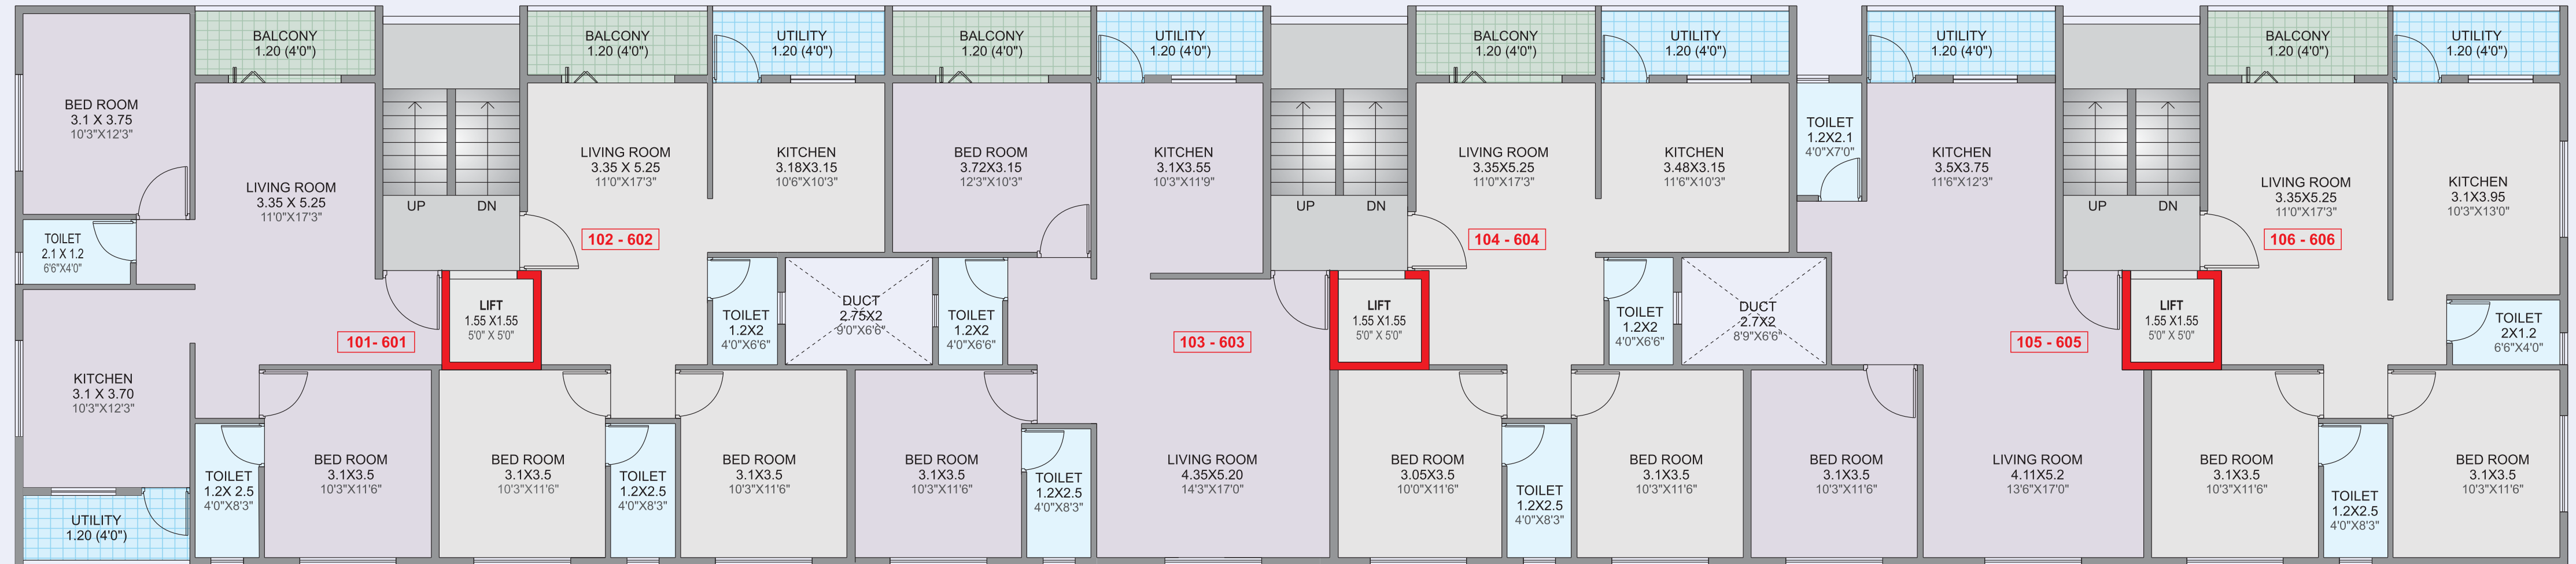 BED ROOM
3.1 X 3.75
10'3"X12'3"
BALCONY
1.20 (4'0")
LIVING ROOM
3.35 X 5.25
11'0"X17'3"
TOILET
2.1 X 1.2
6'6"X4'0"
101- 601
KITCHEN
3.1 X 3.70
10'3"X12'3"
UTILITY
1.20 (4'0")
TOILET
1.2X 2.5
4'0"X8'3"
BED ROOM
3.1X3.5
10'3"X11'6"
UP
DN
LIFT
1.55 X1.55
5'0" X 5'0"
BALCONY
1.20 (4'0")
UTILITY
1.20 (4'0")
LIVING ROOM
3.35 X 5.25
11'0"X17'3"
KITCHEN
3.18X3.15
10'6"X10'3"
102 - 602
TOILET
1.2X2
4'0"X6'6"
DUCT
2.75X2
9'0"X6'6"
BED ROOM
3.1X3.5
10'3"X11'6"
TOILET
1.2X2.5
4'0"X8'3"
BED ROOM
3.1X3.5
10'3"X11'6"
BALCONY
1.20 (4'0")
UTILITY
1.20 (4'0")
BED ROOM
3.72X3.15
12'3"X10'3"
KITCHEN
3.1X3.55
10'3"X11'9"
TOILET
1.2X2
4'0"X6'6"
103 - 603
BED ROOM
3.1X3.5
10'3"X11'6"
TOILET
1.2X2.5
4'0"X8'3"
LIVING ROOM
4.35X5.20
14'3"X17'0"
UP
DN
LIFT
1.55 X1.55
5'0" X 5'0"
BALCONY
1.20 (4'0")
UTILITY
1.20 (4'0")
LIVING ROOM
3.35X5.25
11'0"X17'3"
KITCHEN
3.48X3.15
11'6"X10'3"
104 - 604
TOILET
1.2X2
4'0"X6'6"
DUCT
2.7X2
8'9"X6'6"
BED ROOM
3.05X3.5
10'0"X11'6"
TOILET
1.2X2.5
4'0"X8'3"
BED ROOM
3.1X3.5
10'3"X11'6"
UTILITY
1.20 (4'0")
TOILET
1.2X2.1
4'0"X7'0"
KITCHEN
3.5X3.75
11'6"X12'3"
105 - 605
BED ROOM
3.1X3.5
10'3"X11'6"
LIVING ROOM
4.11X5.2
13'6"X17'0"
UP
DN
LIFT
1.55 X1.55
5'0" X 5'0"
BALCONY
1.20 (4'0")
UTILITY
1.20 (4'0")
LIVING ROOM
3.35X5.25
11'0"X17'3"
KITCHEN
3.1X3.95
10'3"X13'0"
106 - 606
TOILET
2X1.2
6'6"X4'0"
BED ROOM
3.1X3.5
10'3"X11'6"
TOILET
1.2X2.5
4'0"X8'3"
BED ROOM
3.1X3.5
10'3"X11'6"